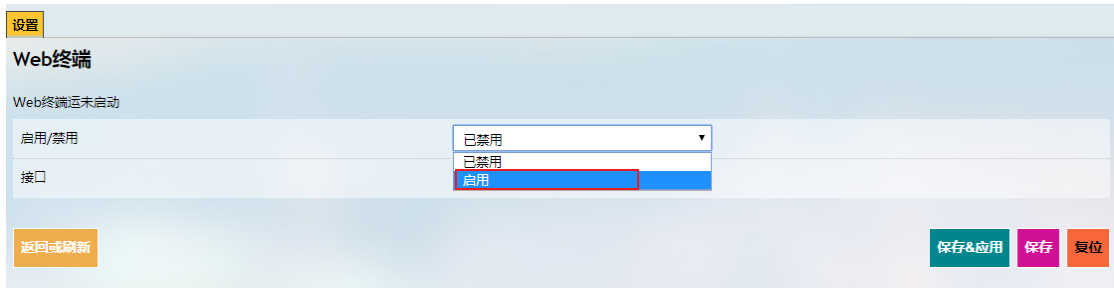 设置
Web终端
Web终端运未启动
启用/禁用
已禁用
已禁用
启用
接口
返回或刷新
保存&应用 保存 复位